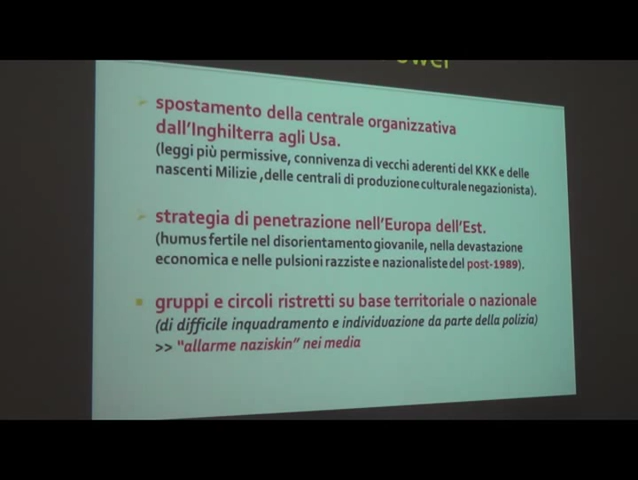 spostamento della centrale organizzativa
dall'Inghilterra agli Usa.
(leggi più permissive, connivenza di vecchi aderenti del KKK e delle
nascenti Milizie ,delle centrali di produzione culturale negazionista).
strategia di penetrazione nell'Europa dell'Est.
(humus fertile nel disorientamento giovanile, nella devastazione
economica e nelle pulsioni razziste e nazionaliste del post-1989).
gruppi e circoli ristretti su base territoriale o nazionale
(di difficile inquadramento e individuazione da parte della polizia)
>> "allarme naziskin" nei media